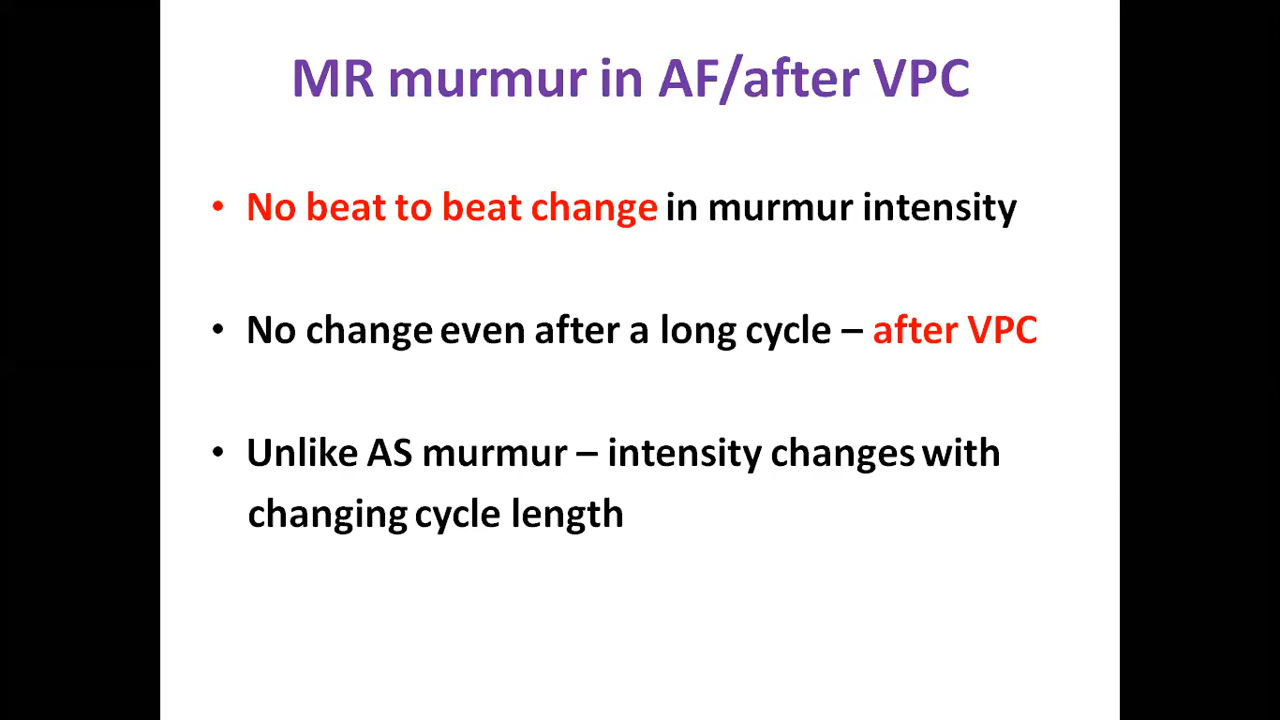 MR murmur in AF/after VPC
• No beat to beat change in murmur intensity
• No change even after a long cycle – after VPC
• Unlike AS murmur – intensity changes with
changing cycle length